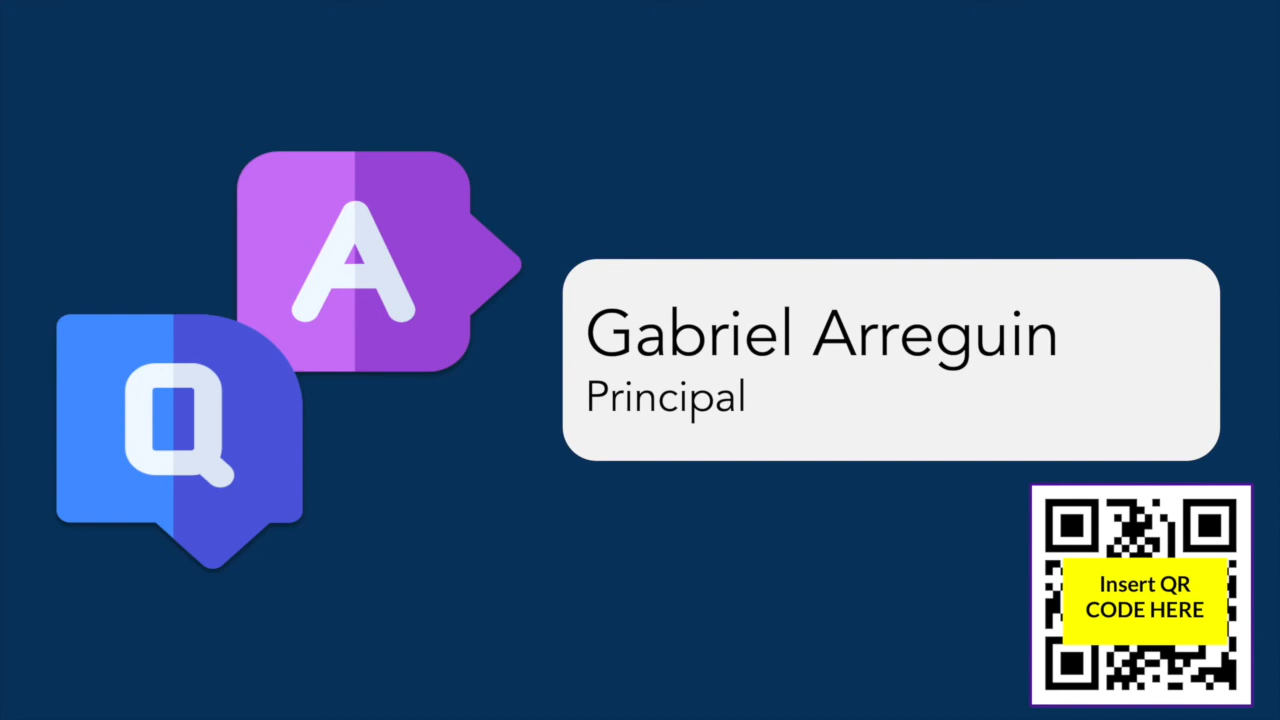 A
Q
Gabriel Arreguin
Principal
Insert QR
CODE HERE